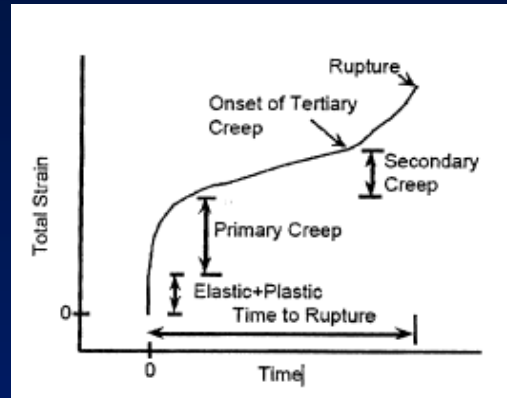 Rupture
Onset of Tertiary
Creep
Secondary
Creep
Total Strain
Primary Creep
Elastic+Plastic
0
Time to Rupture
0
Time